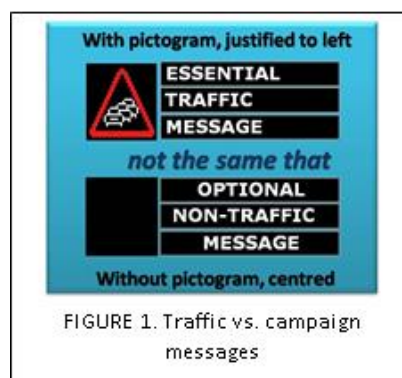 With pictogram, justified to left
ESSENTIAL
TRAFFIC
MESSAGE
not the same that
OPTIONAL
NON-TRAFFIC
MESSAGE
Without pictogram, centred
FIGURE 1. Traffic vs. campaign
messages